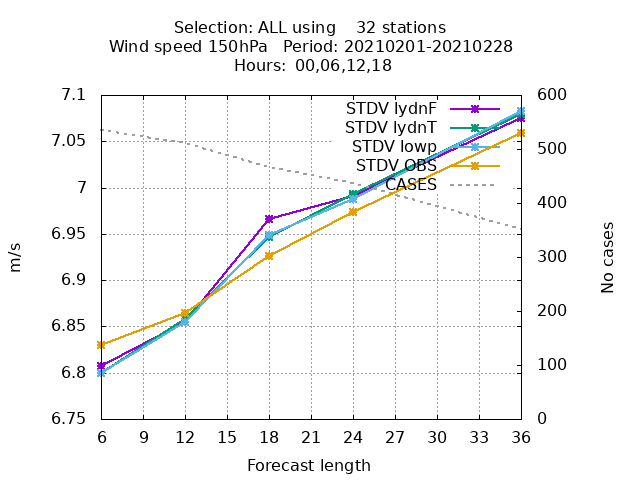 Selection: ALL using    32 stations
Wind speed 150hPa   Period: 20210201-20210228
Hours: 00,06,12,18
7.1
7.05
7
6.95
6.9
6.85
6.8
6.75
m/s
STDV lydnF
STDV lydnT
STDV lowp
STDV OBS
CASES
600
500
400
300
200
100
0
No cases
6 9 12 15 18 21 24 27 30 33 36
Forecast length